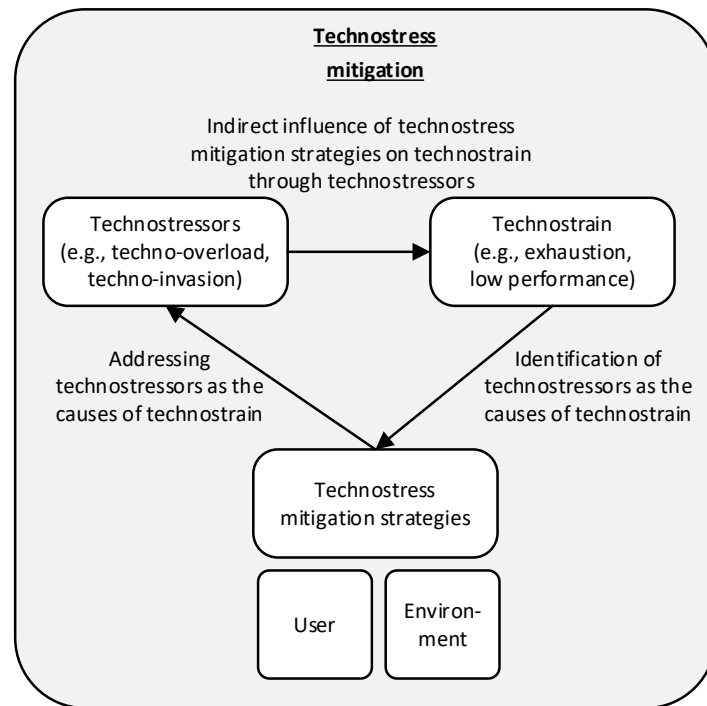 Technostress
mitigation
Indirect influence of technostress
mitigation strategies on technostrain
through technostressors
Technostressors
(e.g., techno-overload,
techno-invasion)
Technostrain
(e.g., exhaustion,
low performance)
Addressing
technostressors as the
causes of technostrain
Identification of
technostressors as the
causes of technostrain
Technostress
mitigation strategies
User
Environ-
ment